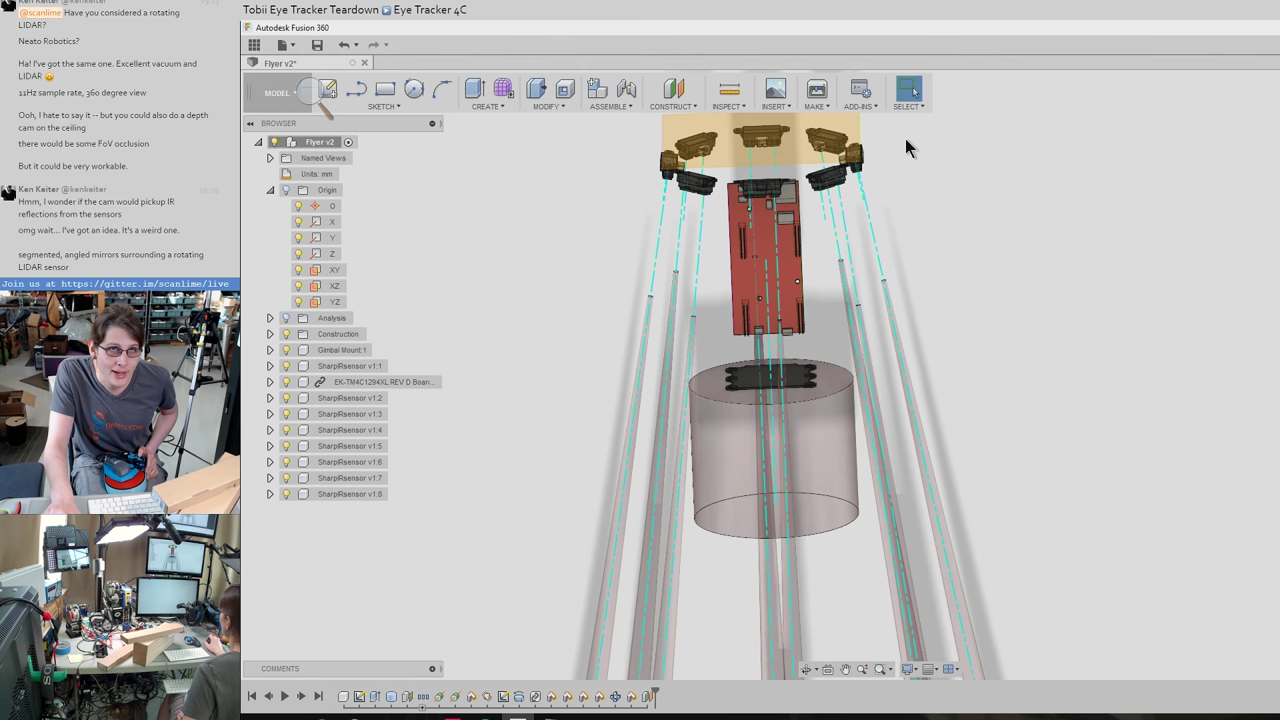 Ken Keiter @kenkeiter
@scanlime Have you considered a rotating
LIDAR?
Neato Robotics?
Ha! I've got the same one. Excellent vacuum and
LIDAR
11Hz sample rate, 360 degree view
Ooh, I hate to say it -- but you could also do a depth
cam on the ceiling
there would be some FoV occlusion
But it could be very workable.
Ken Keiter @kenkeiter
Hmm, I wonder if the cam would pickup IR
reflections from the sensors
omg wait... I've got an idea. It's a weird one.
segmented, angled mirrors surrounding a rotating
LIDAR sensor
Join us at https://gitter.im/scanlime/live
Tobii Eye Tracker Teardown ▶ Eye Tracker 4C
Autodesk Fusion 360
Flyer v2*
MODEL
SKETCH
CREATE
MODIFY
ASSEMBLE
CONSTRUCT
INSPECT
INSERT
MAKE
ADD-INS
SELECT
BROWSER
Flyer v2
Named Views
Units: mm
Origin
O
X
Y
Z
XY
XZ
YZ
Analysis
Construction
Gimbal Mount:1
SharpIRsensor v1:1
EK-TM4C1294XL REV D Boar...
SharpIRsensor v1:2
SharpIRsensor v1:3
SharpIRsensor v1:4
SharpIRsensor v1:5
SharpIRsensor v1:6
SharpIRsensor v1:7
SharpIRsensor v1:8
COMMENTS